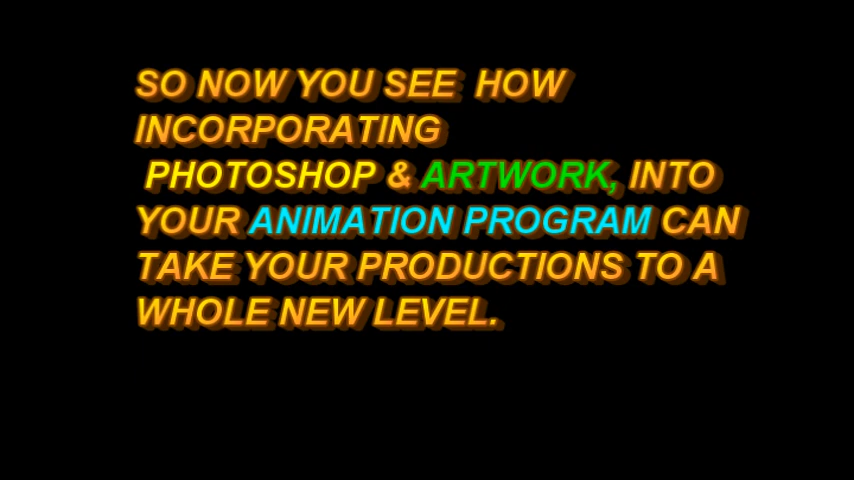 SO NOW YOU SEE  HOW
INCORPORATING
PHOTOSHOP & ARTWORK, INTO
YOUR ANIMATION PROGRAM CAN
TAKE YOUR PRODUCTIONS TO A
WHOLE NEW LEVEL.